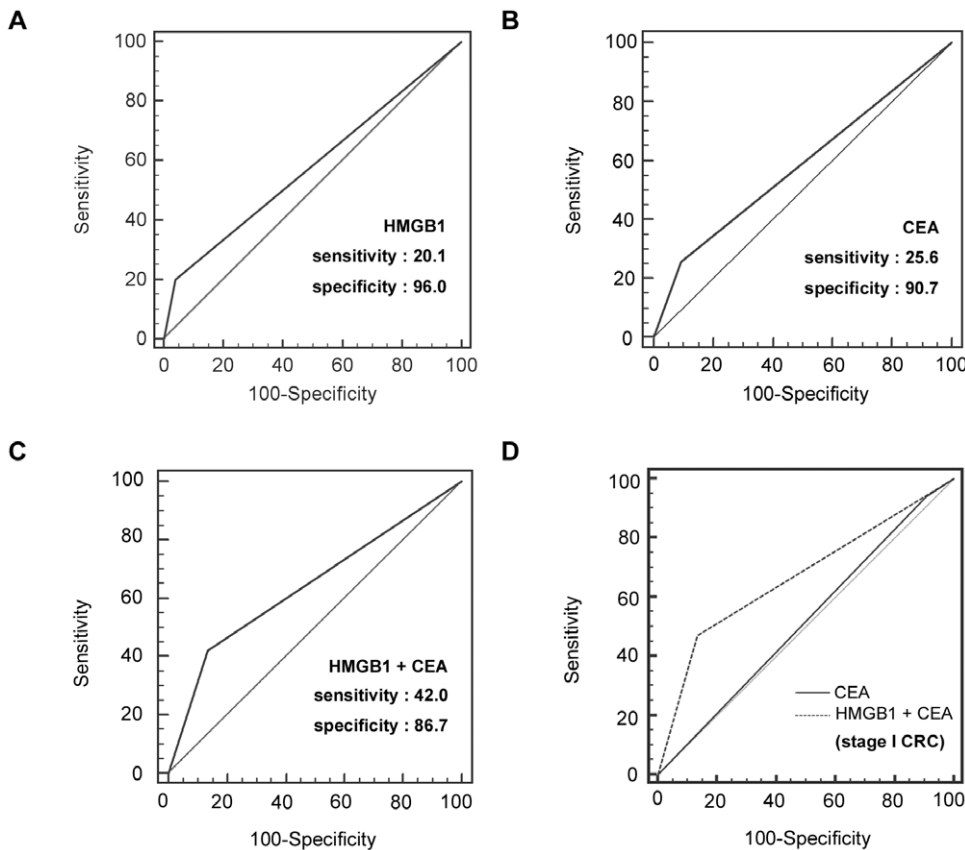 A
100
80
60
40
20
0
Sensitivity
HMGB1
sensitivity : 20.1
specificity : 96.0
0 20 40 60 80 100
100-Specificity
B
100
80
60
40
20
0
Sensitivity
CEA
sensitivity : 25.6
specificity : 90.7
0 20 40 60 80 100
100-Specificity
C
100
80
60
40
20
0
Sensitivity
HMGB1 + CEA
sensitivity : 42.0
specificity : 86.7
0 20 40 60 80 100
100-Specificity
D
100
80
60
40
20
0
Sensitivity
CEA
HMGB1 + CEA
(stage I CRC)
0 20 40 60 80 100
100-Specificity